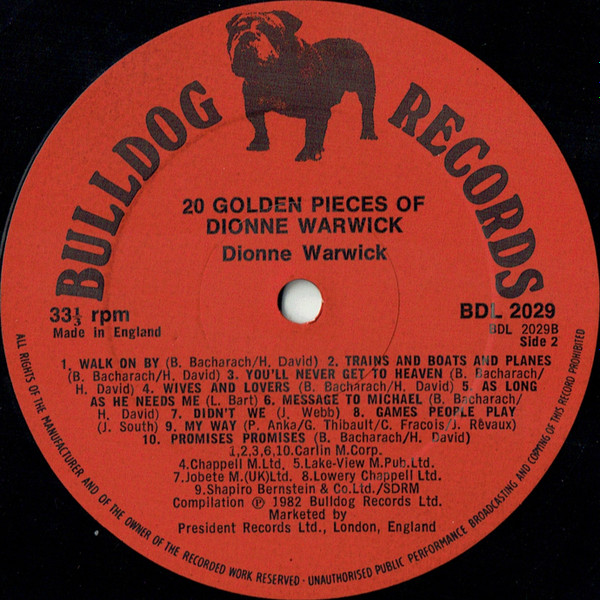 BULLDOG RECORDS
20 GOLDEN PIECES OF
DIONNE WARWICK
Dionne Warwick
33⅓ rpm
Made in England
BDL 2029
BDL 2029B
Side 2
1. WALK ON BY (B. Bacharach/H. David) 2. TRAINS AND BOATS AND PLANES
(B. Bacharach/H. David) 3. YOU'LL NEVER GET TO HEAVEN (B. Bacharach/
H. David) 4. WIVES AND LOVERS (B. Bacharach/H. David) 5. AS LONG
AS HE NEEDS ME (L. Bart) 6. MESSAGE TO MICHAEL (B. Bacharach/
H. David) 7. DIDN'T WE (J. Webb) 8. GAMES PEOPLE PLAY
(J. South) 9. MY WAY (P. Anka/G. Thibault/C. Fracois/J. Rēvaux)
10. PROMISES PROMISES (B. Bacharach/H. David)
1,2,3,6,10.Carlin M.Corp.
4.Chappell M.Ltd. 5.Lake-View M.Pub.Ltd.
7.Jobete M.(UK)Ltd. 8.Lowery Chappell Ltd.
9.Shapiro Bernstein & Co.Ltd./SDRM
Compilation ℗ 1982 Bulldog Records Ltd.
Marketed by
President Records Ltd., London, England
ALL RIGHTS OF THE MANUFACTURER AND OF THE OWNER OF THE RECORDED WORK RESERVED · UNAUTHORISED PUBLIC PERFORMANCE BROADCASTING AND COPYING OF THIS RECORD PROHIBITED